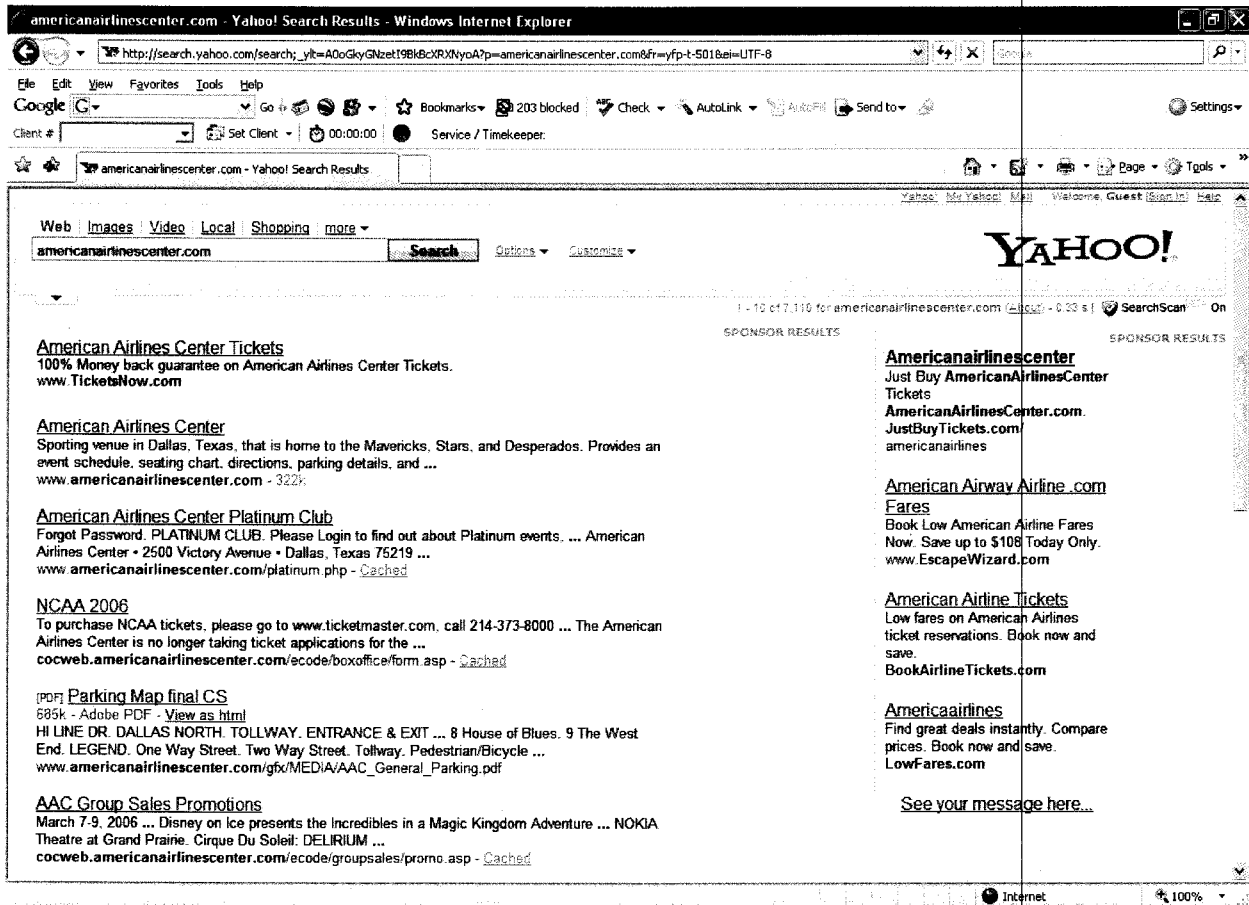 americanairlinescenter.com - Yahoo! Search Results - Windows Internet Explorer
http://search.yahoo.com/search;_ylt=A0oGkyGNzetI9BkBcXRXNyoA?p=americanairlinescenter.com&fr=yfp-t-501&ei=UTF-8
Google
File Edit View Favorites Tools Help
Google G Go Bookmarks 203 blocked Check AutoLink AutoFill Send to Settings
Client # Set Client 00:00:00 Service / Timekeeper:
americanairlinescenter.com - Yahoo! Search Results Page Tools »
Yahoo! My Yahoo! Mail Welcome, Guest [Sign In] Help
Web Images Video Local Shopping more
americanairlinescenter.com Search Options Customize
YAHOO!
1 - 10 of 7,110 for americanairlinescenter.com (About) - 0.33 s | SearchScan On
SPONSOR RESULTS
American Airlines Center Tickets
100% Money back guarantee on American Airlines Center Tickets.
www.TicketsNow.com
American Airlines Center
Sporting venue in Dallas, Texas, that is home to the Mavericks, Stars, and Desperados. Provides an
event schedule, seating chart, directions, parking details, and ...
www.americanairlinescenter.com - 322k
American Airlines Center Platinum Club
Forgot Password. PLATINUM CLUB. Please Login to find out about Platinum events, ... American
Airlines Center • 2500 Victory Avenue • Dallas, Texas 75219 ...
www.americanairlinescenter.com/platinum.php - Cached
NCAA 2006
To purchase NCAA tickets, please go to www.ticketmaster.com, call 214-373-8000 ... The American
Airlines Center is no longer taking ticket applications for the ...
cocweb.americanairlinescenter.com/ecode/boxoffice/form.asp - Cached
[PDF] Parking Map final CS
685k - Adobe PDF - View as html
HI LINE DR. DALLAS NORTH. TOLLWAY. ENTRANCE & EXIT ... 8 House of Blues. 9 The West
End. LEGEND. One Way Street. Two Way Street. Tollway. Pedestrian/Bicycle ...
www.americanairlinescenter.com/gfx/MEDIA/AAC_General_Parking.pdf
AAC Group Sales Promotions
March 7-9, 2006 ... Disney on Ice presents the Incredibles in a Magic Kingdom Adventure ... NOKIA
Theatre at Grand Prairie. Cirque Du Soleil: DELIRIUM ...
cocweb.americanairlinescenter.com/ecode/groupsales/promo.asp - Cached
SPONSOR RESULTS
Americanairlinescenter
Just Buy AmericanAirlinesCenter
Tickets
AmericanAirlinesCenter.com.
JustBuyTickets.com/
americanairlines
American Airway Airline .com
Fares
Book Low American Airline Fares
Now. Save up to $108 Today Only.
www.EscapeWizard.com
American Airline Tickets
Low fares on American Airlines
ticket reservations. Book now and
save.
BookAirlineTickets.com
Americaairlines
Find great deals instantly. Compare
prices. Book now and save.
LowFares.com
See your message here...
Internet 100%